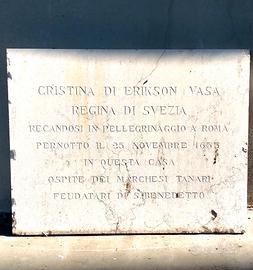 CRISTINA DI ERIKSON VASA
REGINA DI SVEZIA
RECANDOSI IN PELLEGRINAGGIO A ROMA
PERNOTTO IL 25 NOVEMBRE 1655
IN QUESTA CASA
OSPITE DEI MARCHESI TANARI
FEUDATARI DI S.BENEDETTO